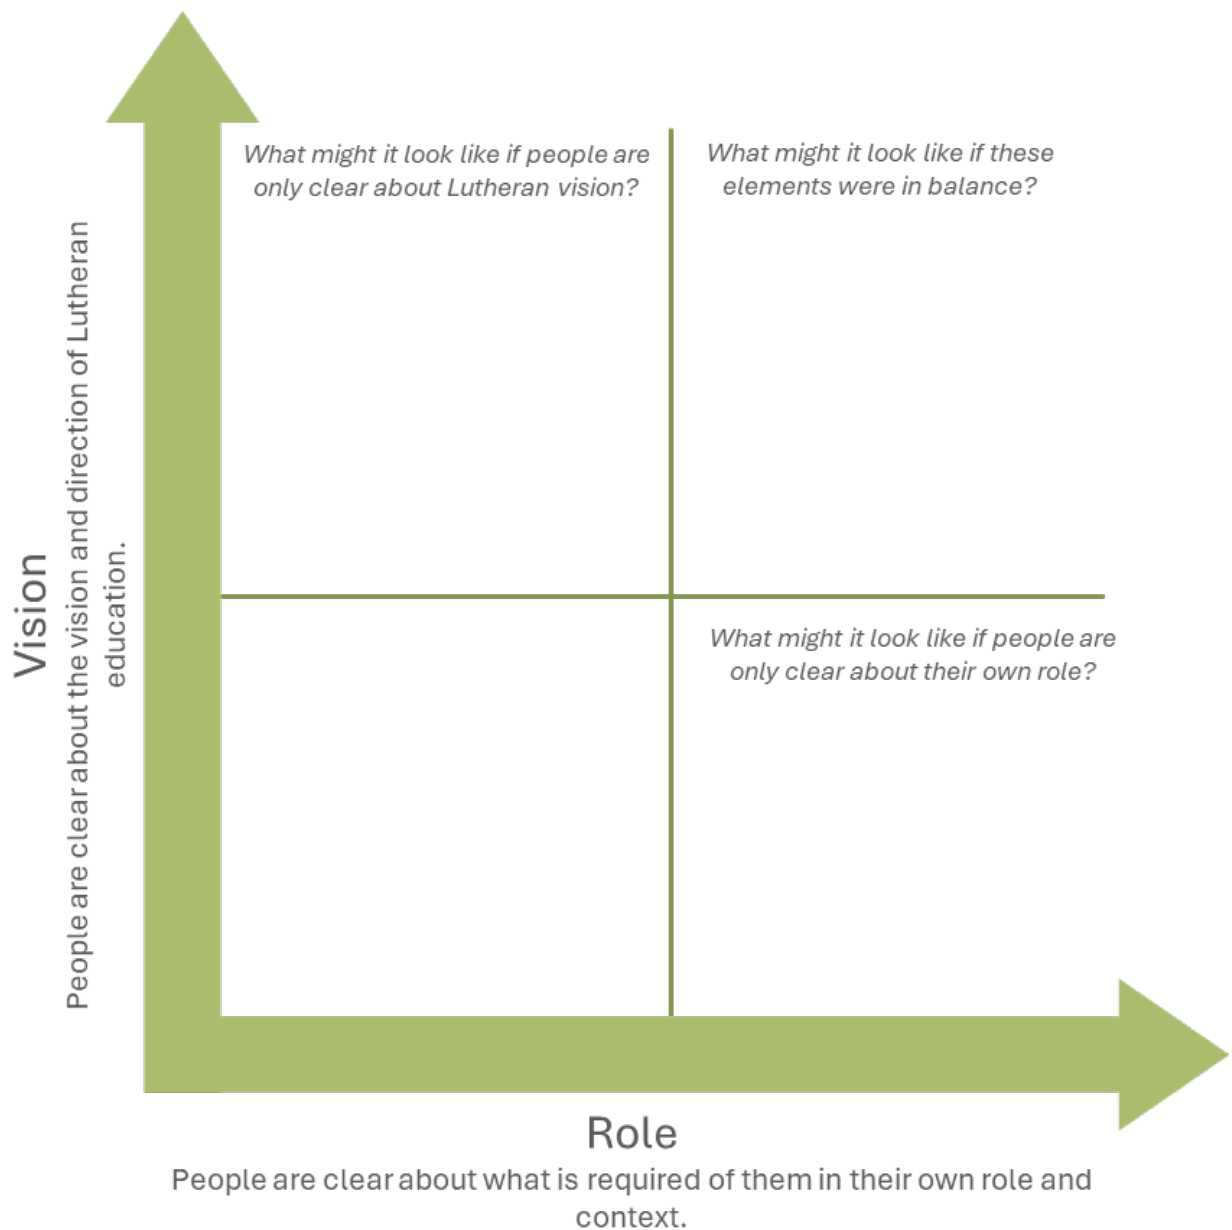 What might it look like if people are
only clear about Lutheran vision?
What might it look like if these
elements were in balance?
Vision
People are clear about the vision and direction of Lutheran
education.
What might it look like if people are
only clear about their own role?
Role
People are clear about what is required of them in their own role and
context.